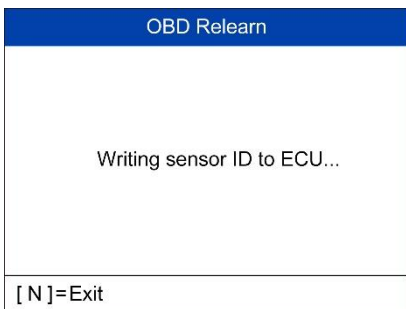 OBD Relearn
Writing sensor ID to ECU...
[ N ]=Exit